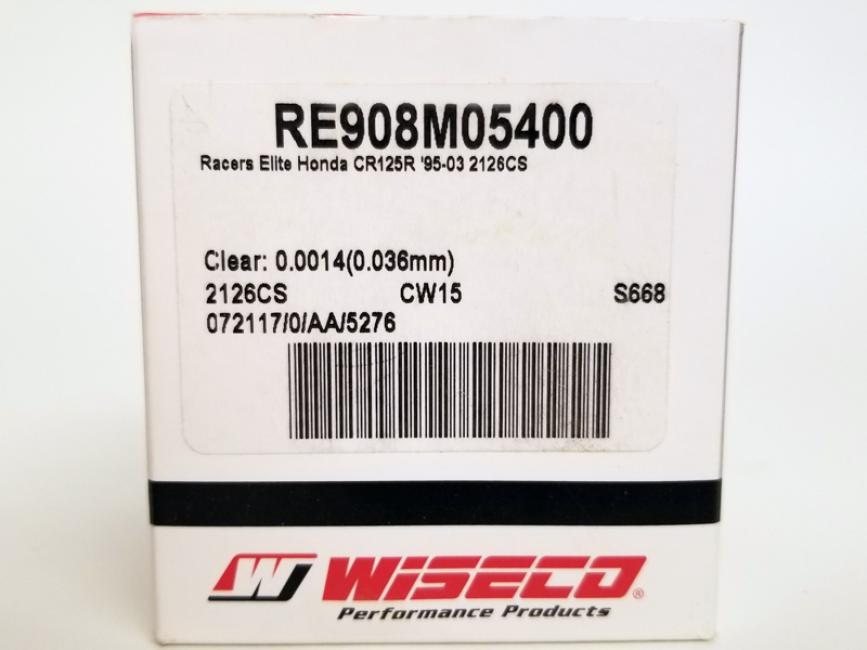 RE908M05400
Racers Elite Honda CR125R '95-03 2126CS
Clear: 0.0014(0.036mm)
2126CS CW15 S668
072117/0/AA/5276
W WISECO®
Performance Products